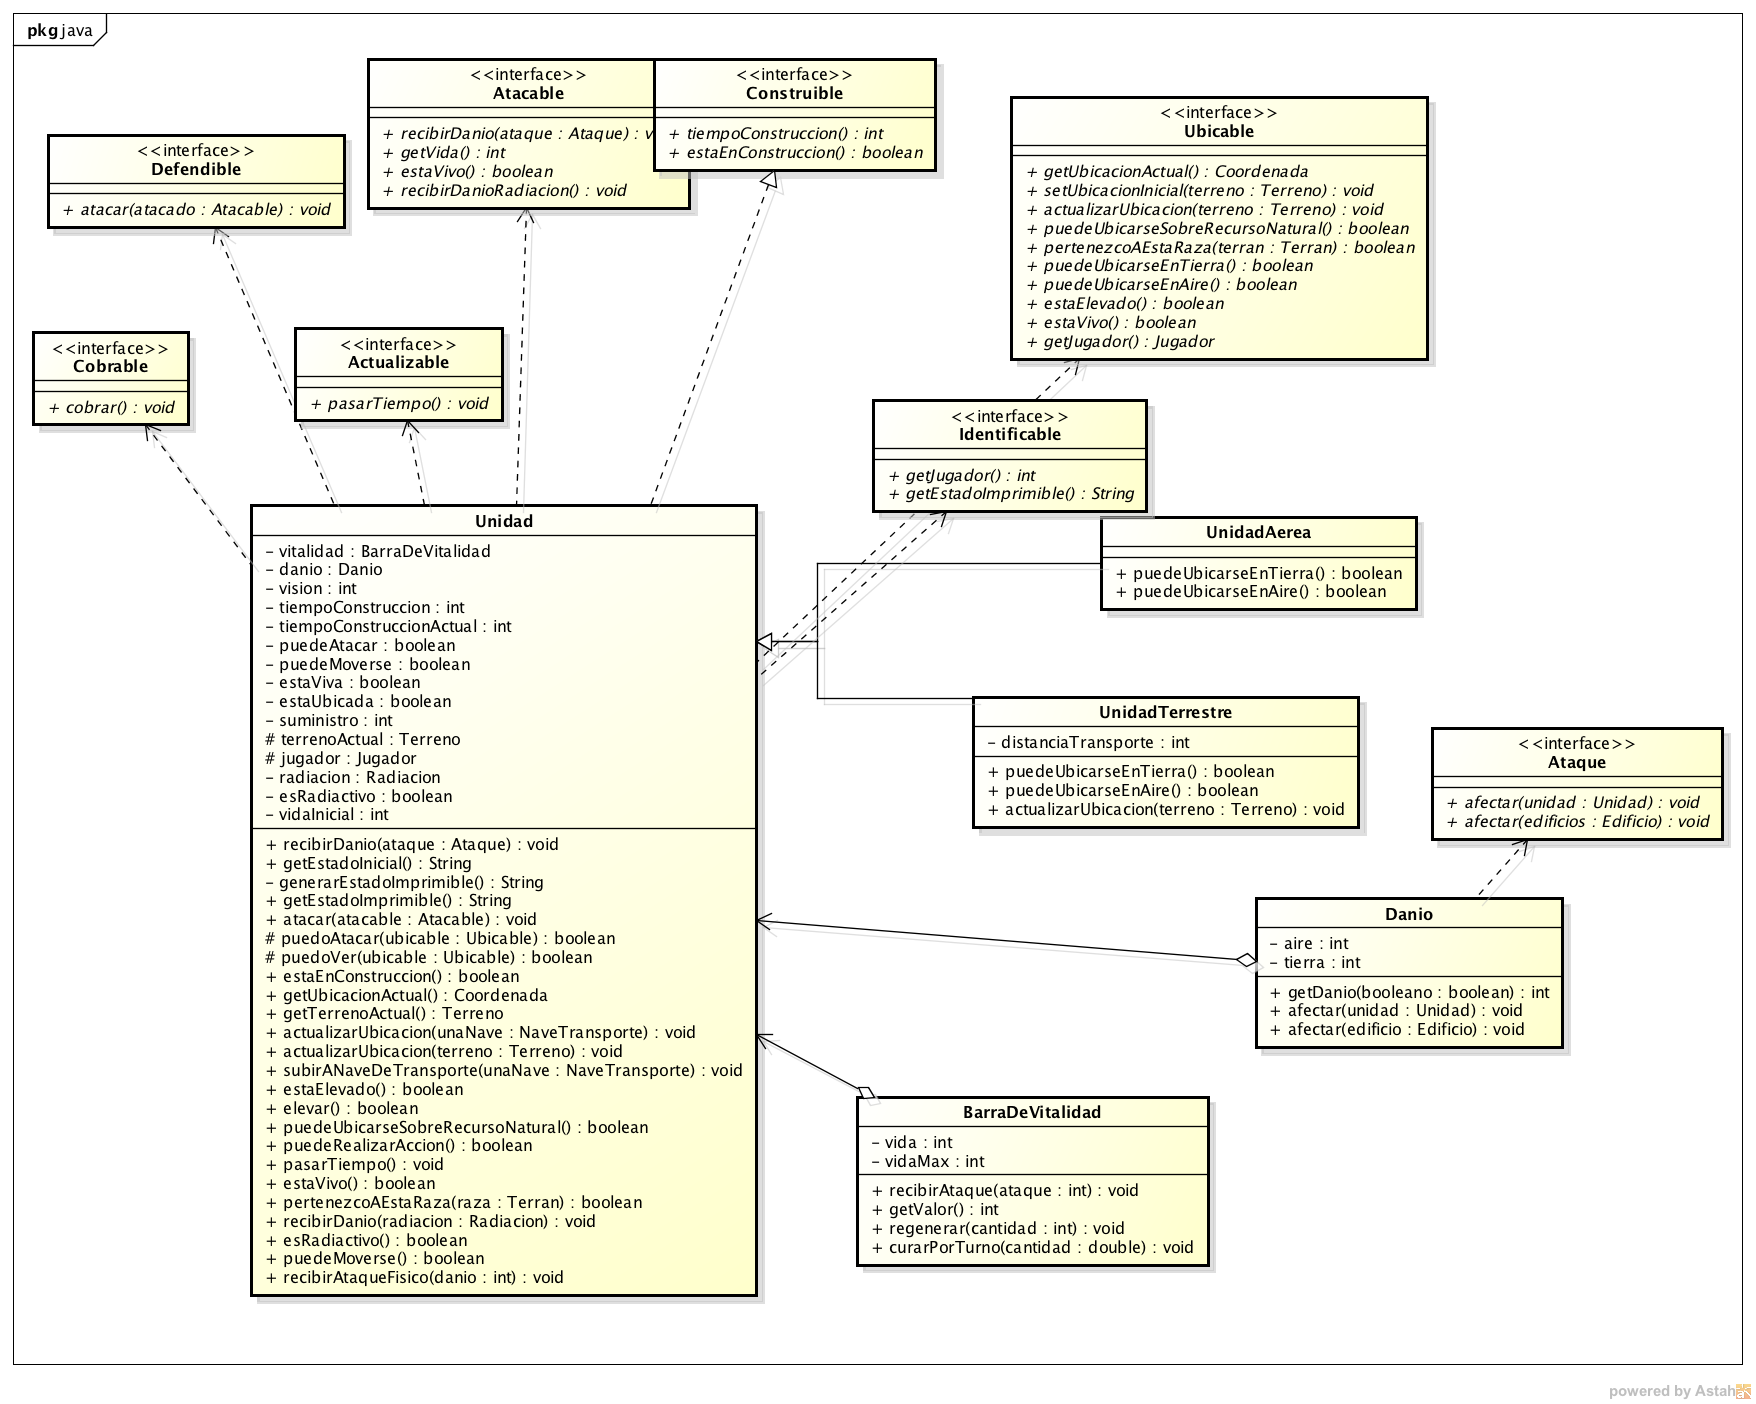 pkg java
<<interface>>
Defendible
+ atacar(atacado : Atacable) : void
<<interface>>
Atacable
+ recibirDanio(ataque : Ataque) : v
+ getVida() : int
+ estaVivo() : boolean
+ recibirDanioRadiacion() : void
<<interface>>
Construible
+ tiempoConstruccion() : int
+ estaEnConstruccion() : boolean
<<interface>>
Ubicable
+ getUbicacionActual() : Coordenada
+ setUbicacionInicial(terreno : Terreno) : void
+ actualizarUbicacion(terreno : Terreno) : void
+ puedeUbicarseSobreRecursoNatural() : boolean
+ pertenezcoAEstaRaza(terran : Terran) : boolean
+ puedeUbicarseEnTierra() : boolean
+ puedeUbicarseEnAire() : boolean
+ estaElevado() : boolean
+ estaVivo() : boolean
+ getJugador() : Jugador
<<interface>>
Cobrable
+ cobrar() : void
<<interface>>
Actualizable
+ pasarTiempo() : void
<<interface>>
Identificable
+ getJugador() : int
+ getEstadoImprimible() : String
Unidad
- vitalidad : BarraDeVitalidad
- danio : Danio
- vision : int
- tiempoConstruccion : int
- tiempoConstruccionActual : int
- puedeAtacar : boolean
- puedeMoverse : boolean
- estaViva : boolean
- estaUbicada : boolean
- suministro : int
# terrenoActual : Terreno
# jugador : Jugador
- radiacion : Radiacion
- esRadiactivo : boolean
- vidaInicial : int
+ recibirDanio(ataque : Ataque) : void
+ getEstadoInicial() : String
- generarEstadoImprimible() : String
+ getEstadoImprimible() : String
+ atacar(atacable : Atacable) : void
# puedoAtacar(ubicable : Ubicable) : boolean
# puedoVer(ubicable : Ubicable) : boolean
+ estaEnConstruccion() : boolean
+ getUbicacionActual() : Coordenada
+ getTerrenoActual() : Terreno
+ actualizarUbicacion(unaNave : NaveTransporte) : void
+ actualizarUbicacion(terreno : Terreno) : void
+ subirANaveDeTransporte(unaNave : NaveTransporte) : void
+ estaElevado() : boolean
+ elevar() : boolean
+ puedeUbicarseSobreRecursoNatural() : boolean
+ puedeRealizarAccion() : boolean
+ pasarTiempo() : void
+ estaVivo() : boolean
+ pertenezcoAEstaRaza(raza : Terran) : boolean
+ recibirDanio(radiacion : Radiacion) : void
+ esRadiactivo() : boolean
+ puedeMoverse() : boolean
+ recibirAtaqueFisico(danio : int) : void
UnidadAerea
+ puedeUbicarseEnTierra() : boolean
+ puedeUbicarseEnAire() : boolean
UnidadTerrestre
- distanciaTransporte : int
+ puedeUbicarseEnTierra() : boolean
+ puedeUbicarseEnAire() : boolean
+ actualizarUbicacion(terreno : Terreno) : void
<<interface>>
Ataque
+ afectar(unidad : Unidad) : void
+ afectar(edificios : Edificio) : void
Danio
- aire : int
- tierra : int
+ getDanio(booleano : boolean) : int
+ afectar(unidad : Unidad) : void
+ afectar(edificio : Edificio) : void
BarraDeVitalidad
- vida : int
- vidaMax : int
+ recibirAtaque(ataque : int) : void
+ getValor() : int
+ regenerar(cantidad : int) : void
+ curarPorTurno(cantidad : double) : void
powered by Astah